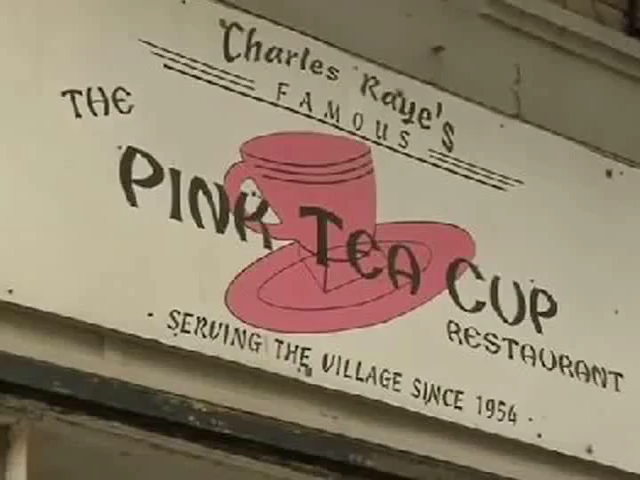 Charles Raye's
FAMOUS
THE
PINK TEA CUP
RESTAURANT
· SERVING THE VILLAGE SINCE 1954 ·